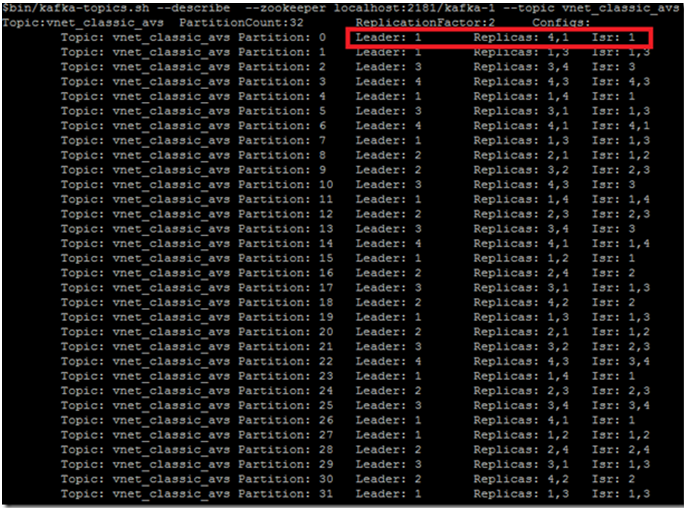 $bin/kafka-topics.sh --describe --zookeeper localhost:2181/kafka-1 --topic vnet_classic_avs
Topic:vnet_classic_avs PartitionCount:32 ReplicationFactor:2 Configs:
Topic: vnet_classic_avs Partition: 0 Leader: 1 Replicas: 4,1 Isr: 1
Topic: vnet_classic_avs Partition: 1 Leader: 1 Replicas: 1,3 Isr: 1,3
Topic: vnet_classic_avs Partition: 2 Leader: 3 Replicas: 3,4 Isr: 3
Topic: vnet_classic_avs Partition: 3 Leader: 4 Replicas: 4,3 Isr: 4,3
Topic: vnet_classic_avs Partition: 4 Leader: 1 Replicas: 1,4 Isr: 1
Topic: vnet_classic_avs Partition: 5 Leader: 3 Replicas: 3,1 Isr: 1,3
Topic: vnet_classic_avs Partition: 6 Leader: 4 Replicas: 4,1 Isr: 4,1
Topic: vnet_classic_avs Partition: 7 Leader: 1 Replicas: 1,3 Isr: 1,3
Topic: vnet_classic_avs Partition: 8 Leader: 2 Replicas: 2,1 Isr: 1,2
Topic: vnet_classic_avs Partition: 9 Leader: 2 Replicas: 3,2 Isr: 2,3
Topic: vnet_classic_avs Partition: 10 Leader: 3 Replicas: 4,3 Isr: 3
Topic: vnet_classic_avs Partition: 11 Leader: 1 Replicas: 1,4 Isr: 1,4
Topic: vnet_classic_avs Partition: 12 Leader: 2 Replicas: 2,3 Isr: 2,3
Topic: vnet_classic_avs Partition: 13 Leader: 3 Replicas: 3,4 Isr: 3
Topic: vnet_classic_avs Partition: 14 Leader: 4 Replicas: 4,1 Isr: 1,4
Topic: vnet_classic_avs Partition: 15 Leader: 1 Replicas: 1,2 Isr: 1
Topic: vnet_classic_avs Partition: 16 Leader: 2 Replicas: 2,4 Isr: 2
Topic: vnet_classic_avs Partition: 17 Leader: 3 Replicas: 3,1 Isr: 1,3
Topic: vnet_classic_avs Partition: 18 Leader: 2 Replicas: 4,2 Isr: 2
Topic: vnet_classic_avs Partition: 19 Leader: 1 Replicas: 1,3 Isr: 1,3
Topic: vnet_classic_avs Partition: 20 Leader: 2 Replicas: 2,1 Isr: 1,2
Topic: vnet_classic_avs Partition: 21 Leader: 3 Replicas: 3,2 Isr: 2,3
Topic: vnet_classic_avs Partition: 22 Leader: 4 Replicas: 4,3 Isr: 3,4
Topic: vnet_classic_avs Partition: 23 Leader: 1 Replicas: 1,4 Isr: 1
Topic: vnet_classic_avs Partition: 24 Leader: 2 Replicas: 2,3 Isr: 2,3
Topic: vnet_classic_avs Partition: 25 Leader: 3 Replicas: 3,4 Isr: 3,4
Topic: vnet_classic_avs Partition: 26 Leader: 1 Replicas: 4,1 Isr: 1
Topic: vnet_classic_avs Partition: 27 Leader: 1 Replicas: 1,2 Isr: 1,2
Topic: vnet_classic_avs Partition: 28 Leader: 2 Replicas: 2,4 Isr: 2,4
Topic: vnet_classic_avs Partition: 29 Leader: 3 Replicas: 3,1 Isr: 1,3
Topic: vnet_classic_avs Partition: 30 Leader: 2 Replicas: 4,2 Isr: 2
Topic: vnet_classic_avs Partition: 31 Leader: 1 Replicas: 1,3 Isr: 1,3